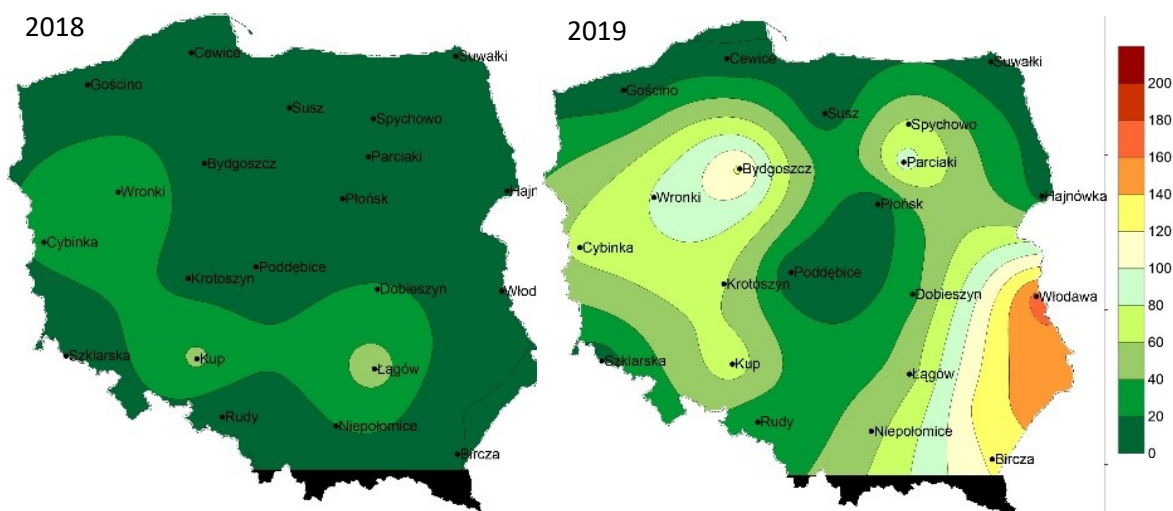 2018
Cewice
Suwałki
Gościno
Susz
Spychowo
Bydgoszcz
Parciaki
Wronki
Płońsk
Hajn
Cybinka
Krotoszyn
Poddębice
Dobieszyn
Włod
Szklarska
Kup
Łągów
Rudy
Niepołomice
Bircza
2019
Cewice
Suwałki
Gościno
Susz
Spychowo
Bydgoszcz
Parciaki
Wronki
Płońsk
Hajnówka
Cybinka
Krotoszyn
Poddębice
Dobieszyn
Włodawa
Szklarska
Kup
Łągów
Rudy
Niepołomice
Bircza
200
180
160
140
120
100
80
60
40
20
0